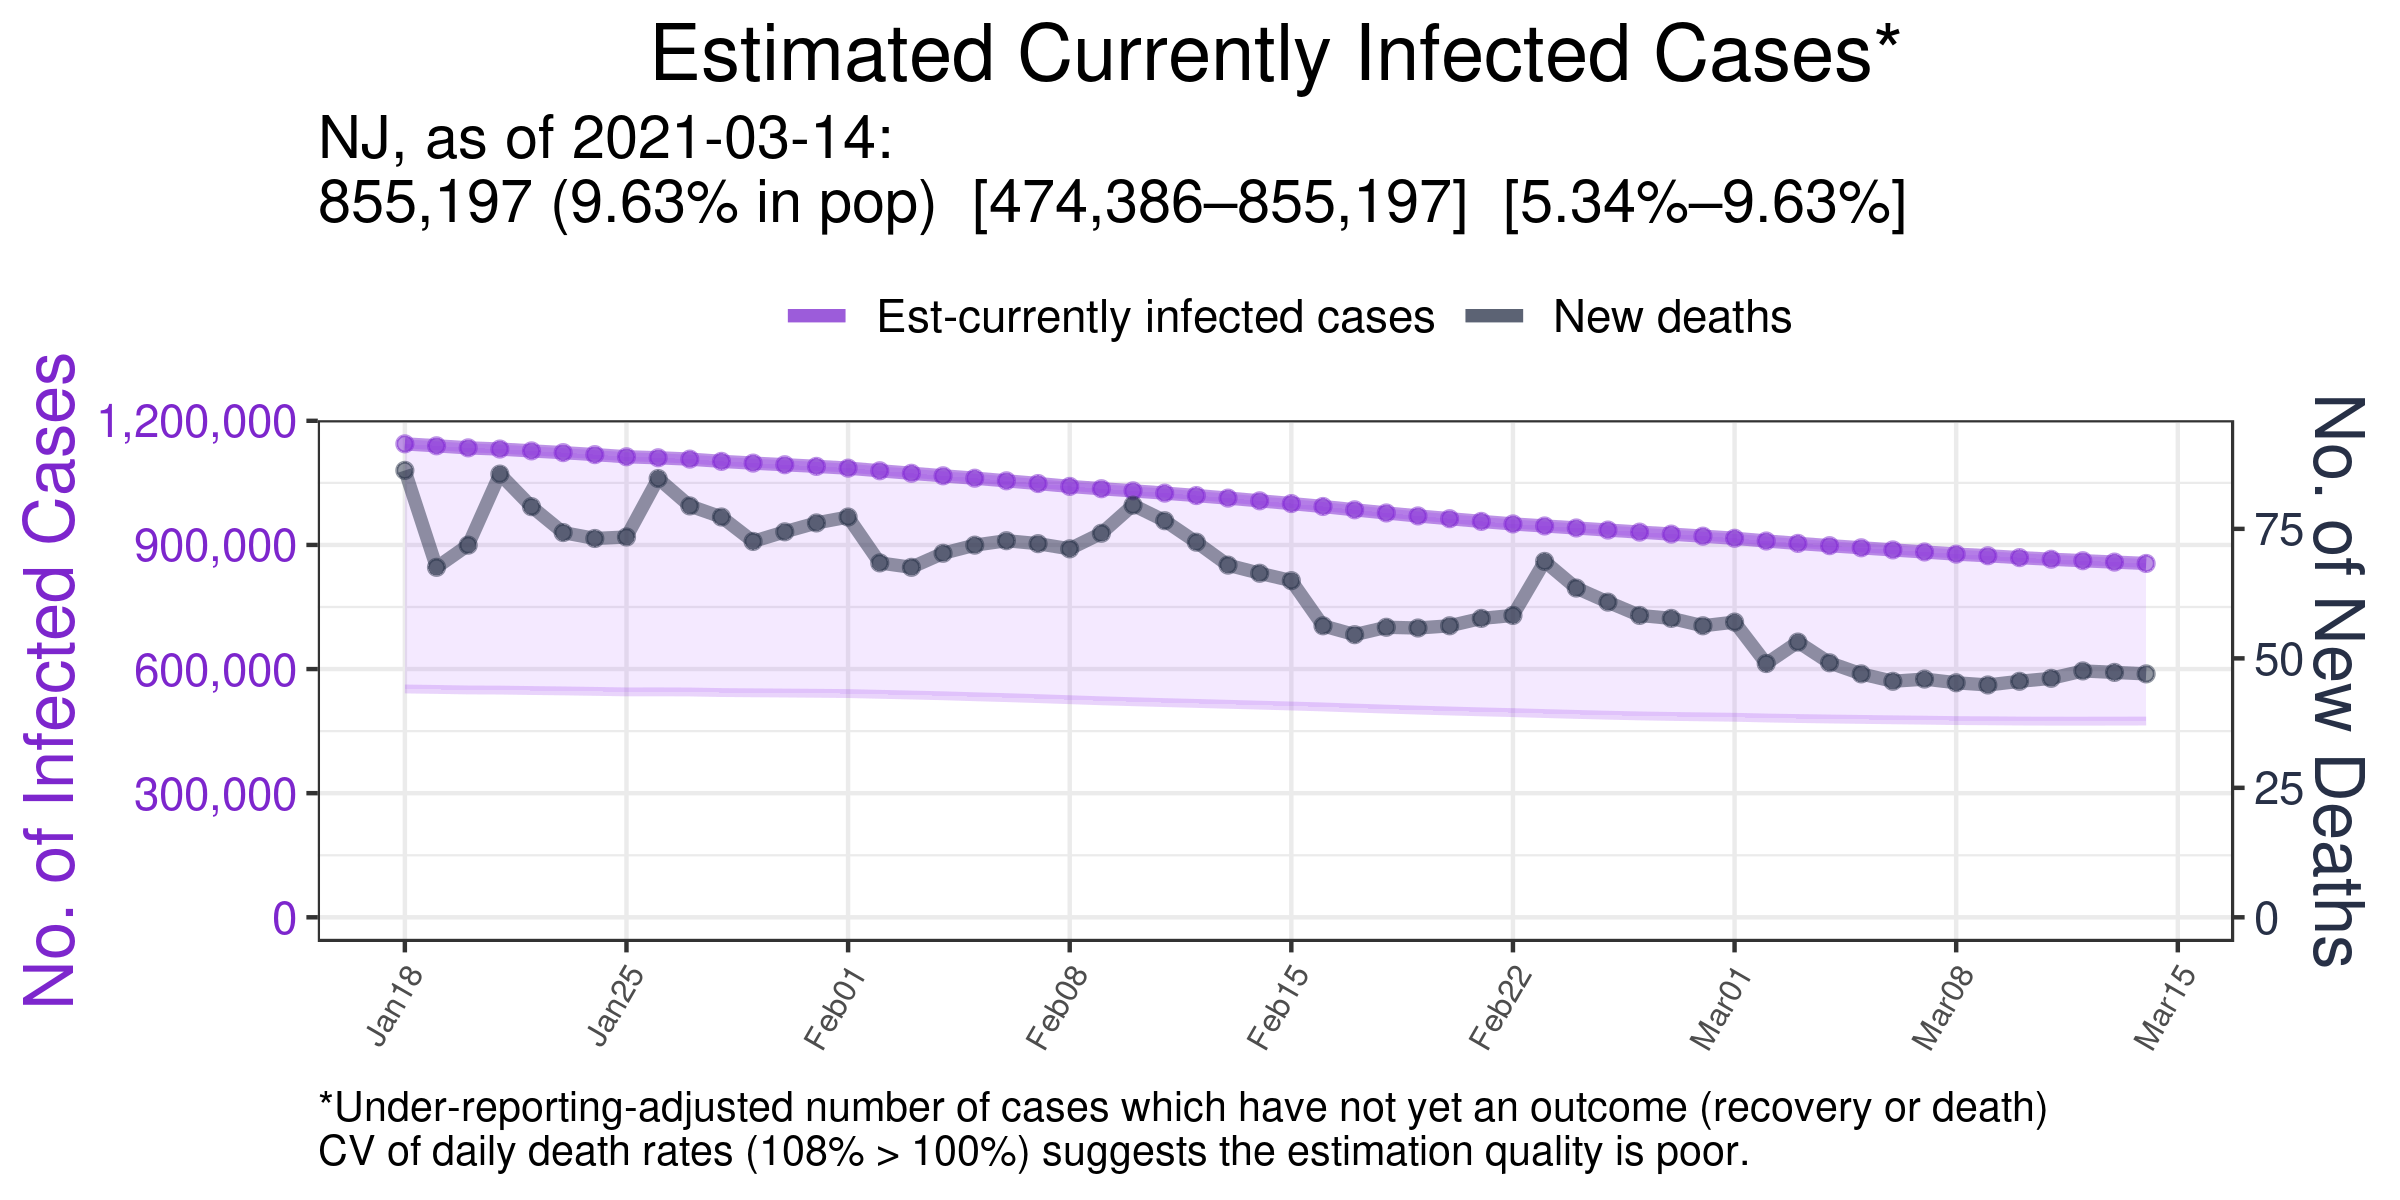 Estimated Currently Infected Cases*
NJ, as of 2021-03-14:
855,197 (9.63% in pop)  [474,386–855,197]  [5.34%–9.63%]
Est-currently infected cases
New deaths
No. of Infected Cases
1,200,000
900,000
600,000
300,000
0
No. of New Deaths
75
50
25
0
Jan18
Jan25
Feb01
Feb08
Feb15
Feb22
Mar01
Mar08
Mar15
*Under-reporting-adjusted number of cases which have not yet an outcome (recovery or death)
CV of daily death rates (108% > 100%) suggests the estimation quality is poor.